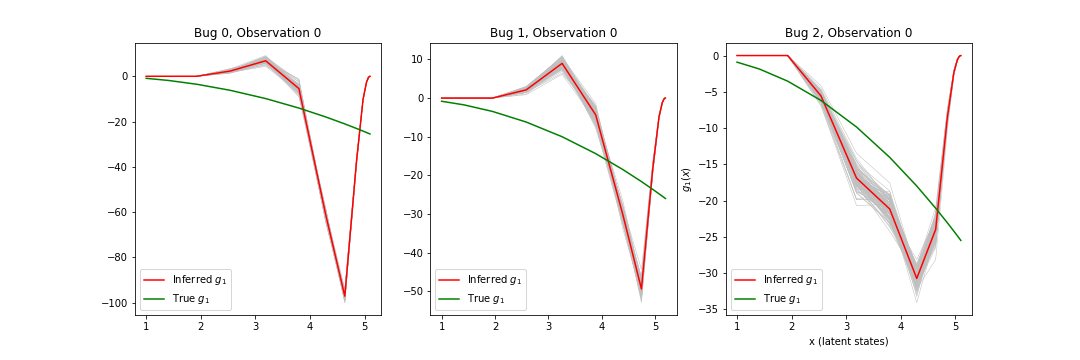 Bug 0, Observation 0
0
−20
−40
−60
−80
−100
1 2 3 4 5
Inferred g₁
True g₁
Bug 1, Observation 0
10
0
−10
−20
−30
−40
−50
1 2 3 4 5
Inferred g₁
True g₁
Bug 2, Observation 0
g₁(x)
0
−5
−10
−15
−20
−25
−30
−35
1 2 3 4 5
x (latent states)
Inferred g₁
True g₁